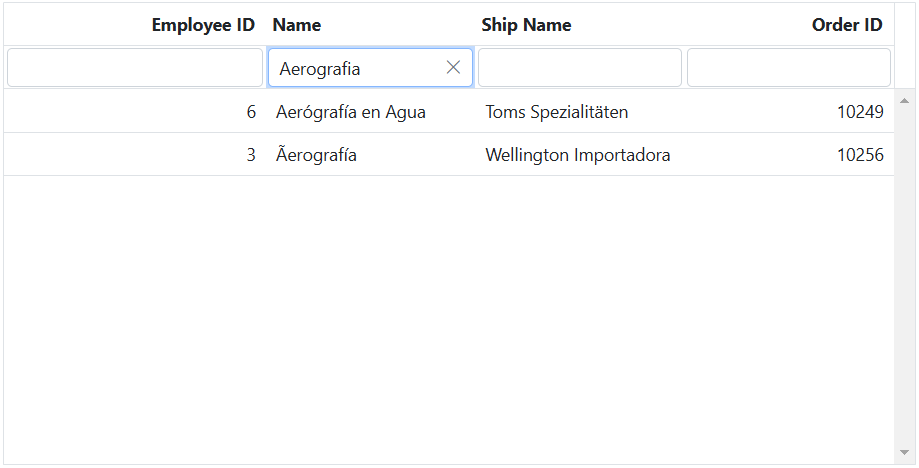 Employee ID Name Ship Name Order ID
Aerografia
6 Aerógrafía en Agua Toms Spezialitäten 10249
3 Ãerografía Wellington Importadora 10256